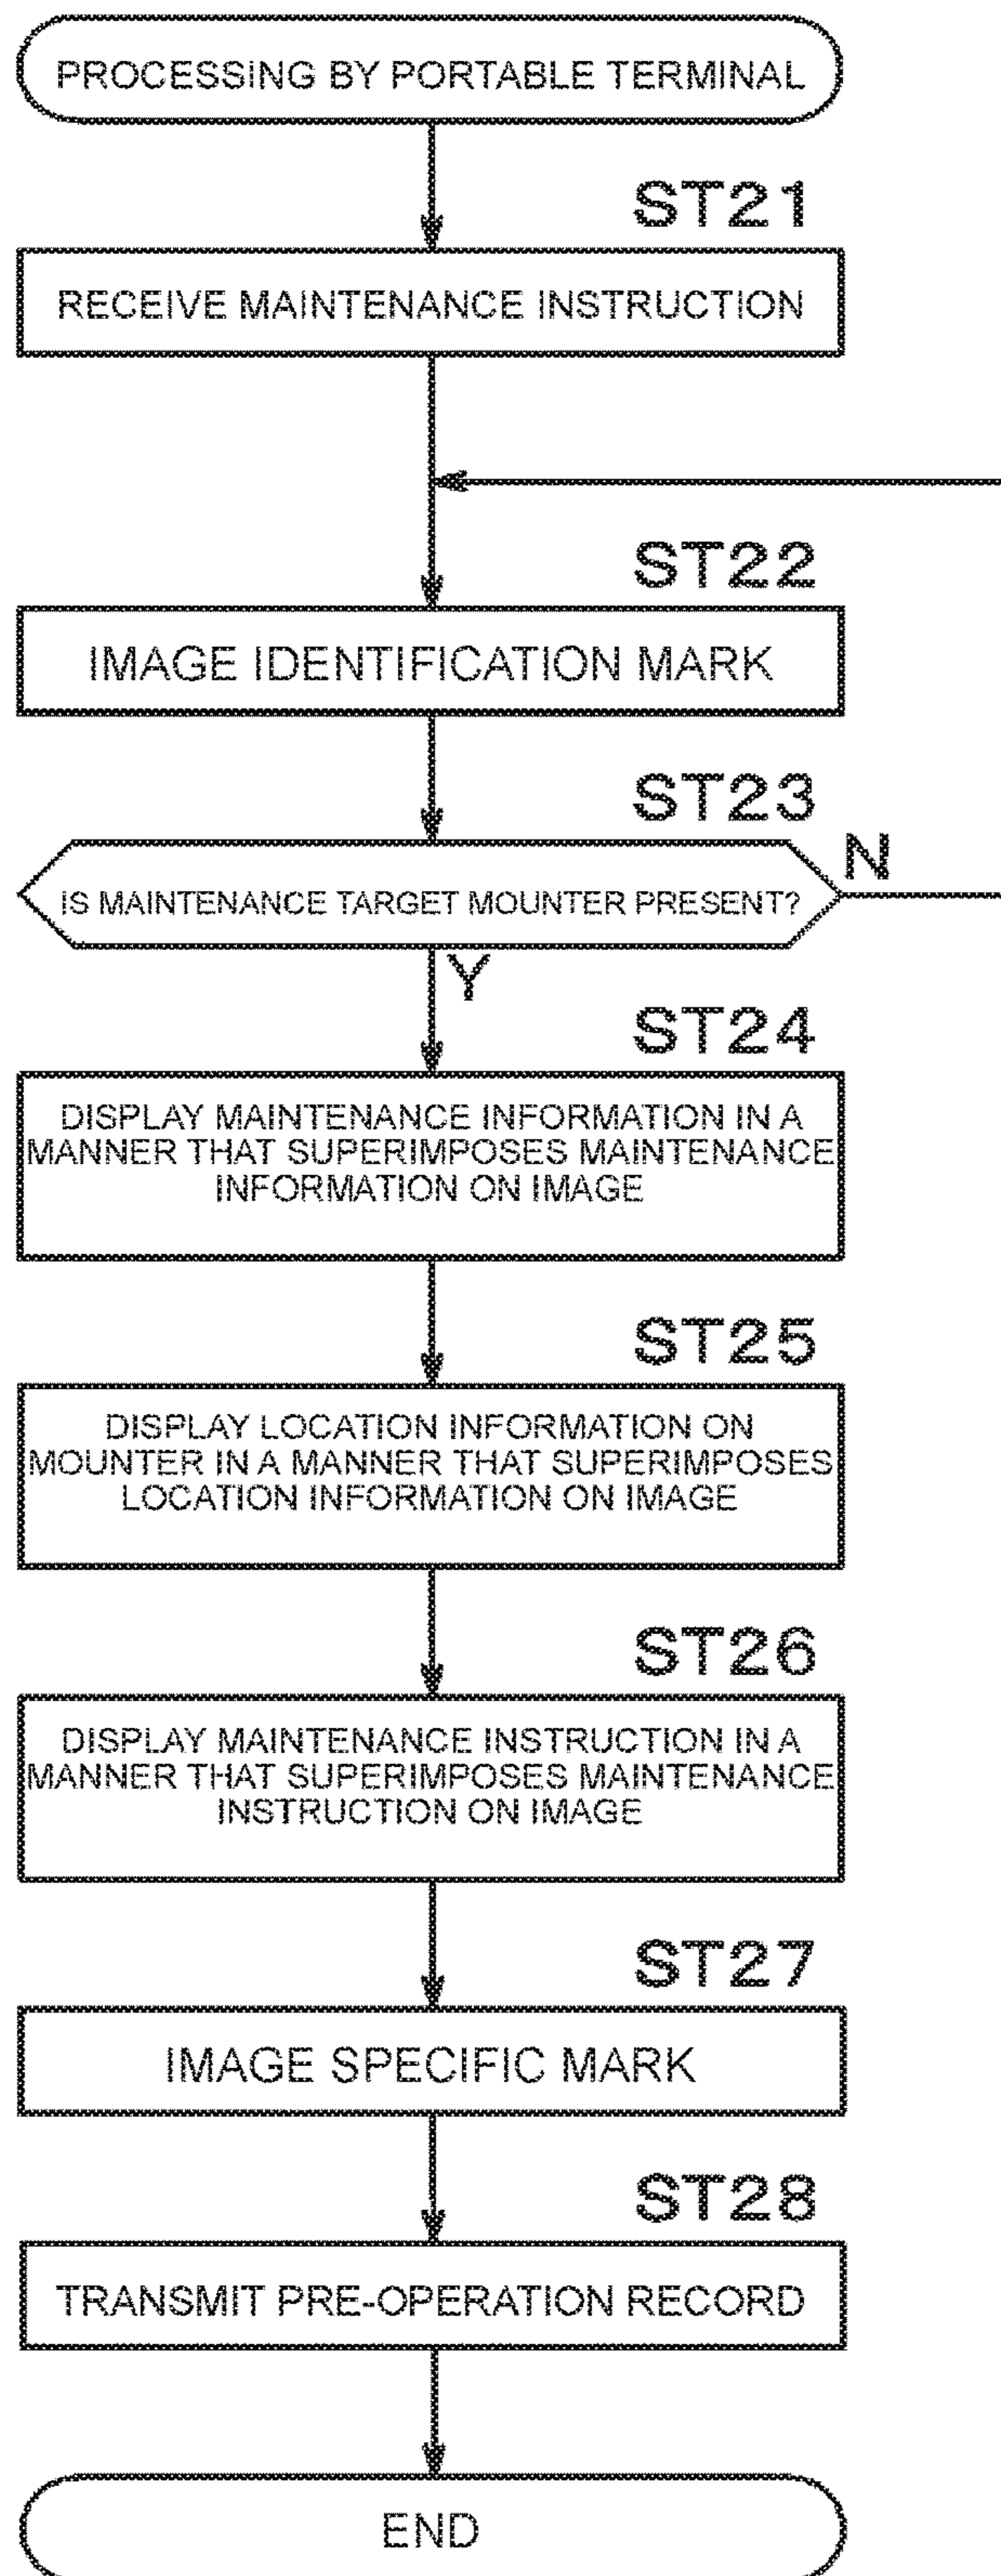 PROCESSING BY PORTABLE TERMINAL
ST21
RECEIVE MAINTENANCE INSTRUCTION
ST22
IMAGE IDENTIFICATION MARK
ST23
N
IS MAINTENANCE TARGET MOUNTER PRESENT?
Y
ST24
DISPLAY MAINTENANCE INFORMATION IN A
MANNER THAT SUPERIMPOSES MAINTENANCE
INFORMATION ON IMAGE
ST25
DISPLAY LOCATION INFORMATION ON
MOUNTER IN A MANNER THAT SUPERIMPOSES
LOCATION INFORMATION ON IMAGE
ST26
DISPLAY MAINTENANCE INSTRUCTION IN A
MANNER THAT SUPERIMPOSES MAINTENANCE
INSTRUCTION ON IMAGE
ST27
IMAGE SPECIFIC MARK
ST28
TRANSMIT PRE-OPERATION RECORD
END